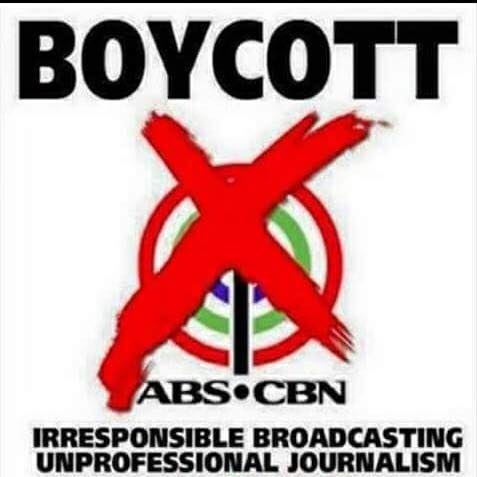 BOYCOTT
ABS•CBN
IRRESPONSIBLE BROADCASTING
UNPROFESSIONAL JOURNALISM